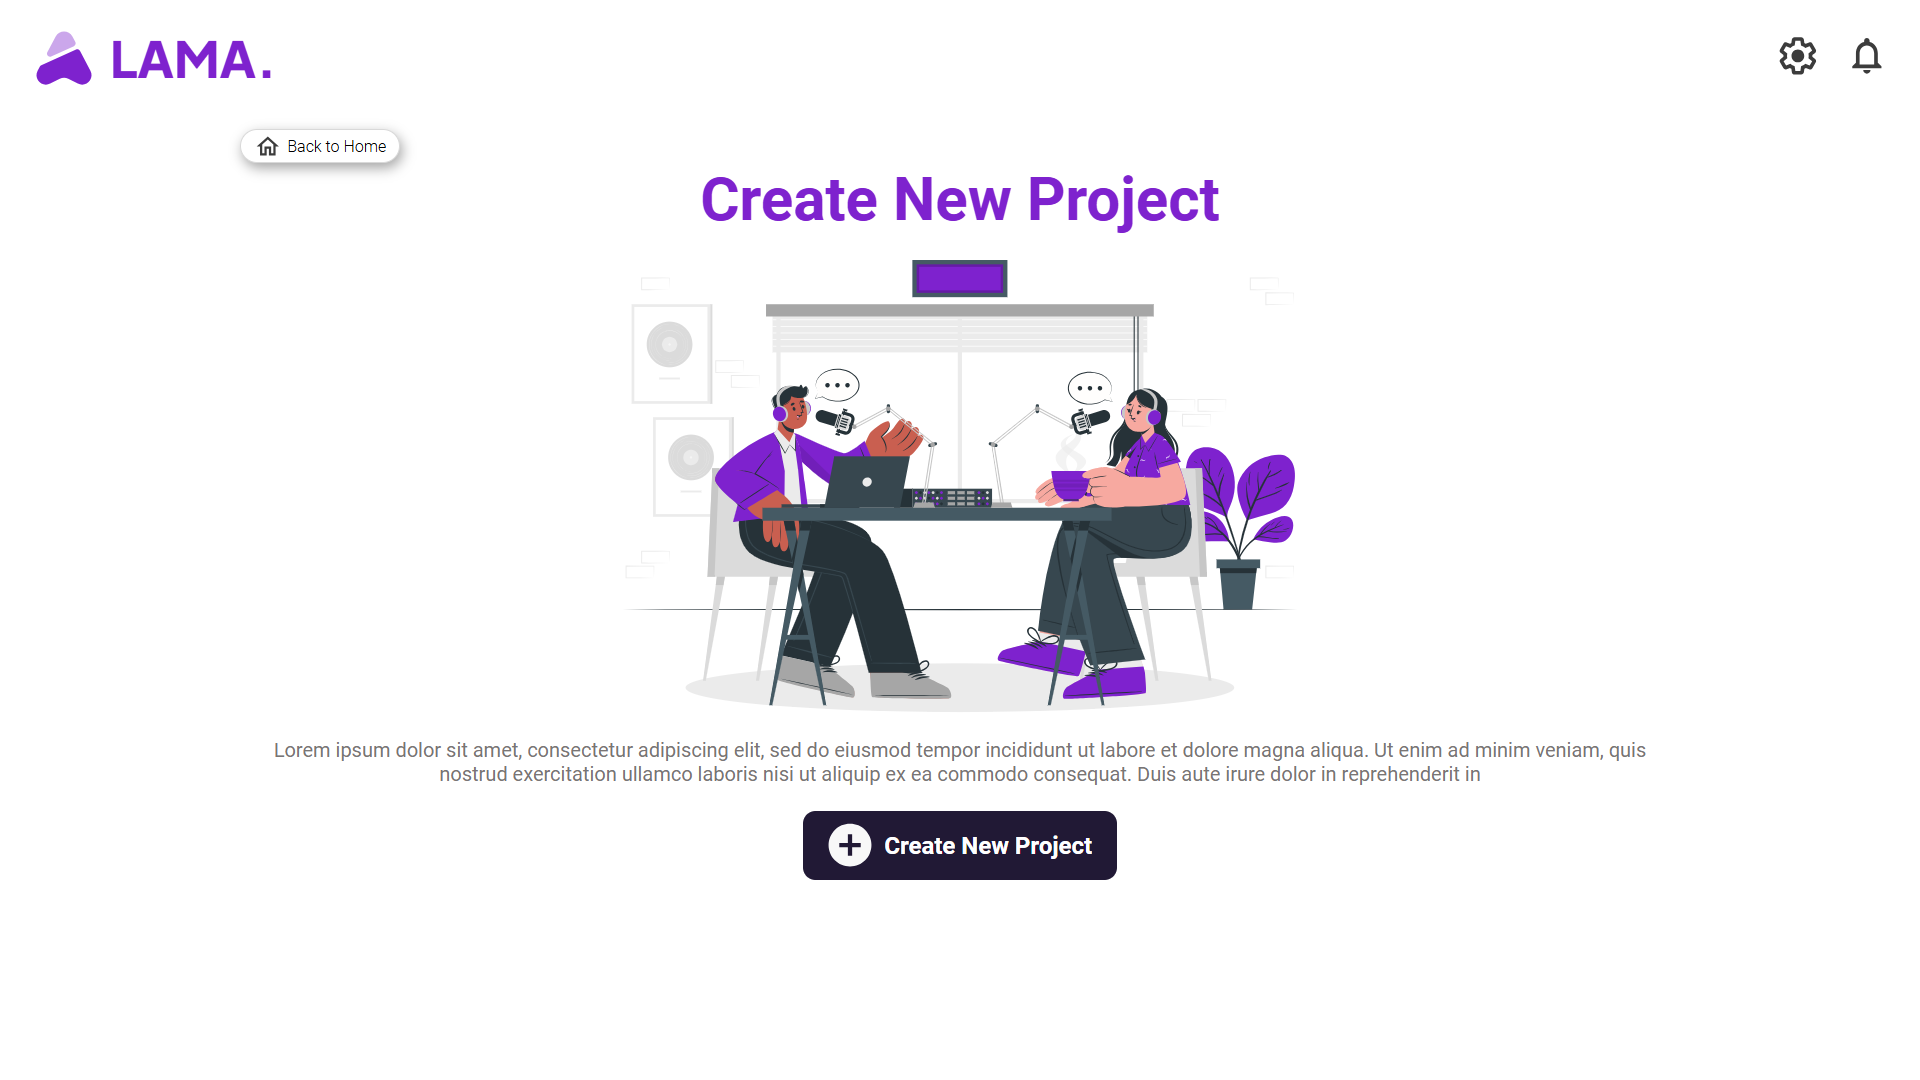 LAMA.
Back to Home
Create New Project
Lorem ipsum dolor sit amet, consectetur adipiscing elit, sed do eiusmod tempor incididunt ut labore et dolore magna aliqua. Ut enim ad minim veniam, quis
nostrud exercitation ullamco laboris nisi ut aliquip ex ea commodo consequat. Duis aute irure dolor in reprehenderit in
Create New Project